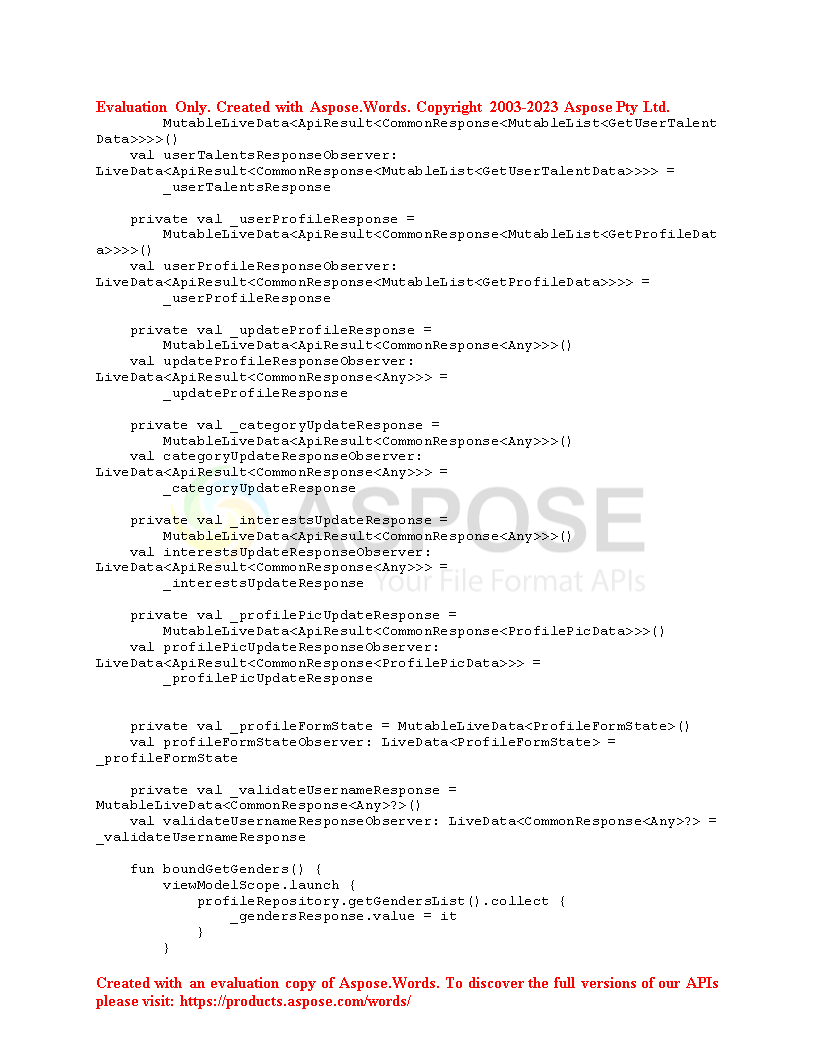 Evaluation Only. Created with Aspose.Words. Copyright 2003-2023 Aspose Pty Ltd.
        MutableLiveData<ApiResult<CommonResponse<MutableList<GetUserTalent
Data>>>>()
    val userTalentsResponseObserver:
LiveData<ApiResult<CommonResponse<MutableList<GetUserTalentData>>>> =
        _userTalentsResponse

    private val _userProfileResponse =
        MutableLiveData<ApiResult<CommonResponse<MutableList<GetProfileDat
a>>>>()
    val userProfileResponseObserver:
LiveData<ApiResult<CommonResponse<MutableList<GetProfileData>>>> =
        _userProfileResponse

    private val _updateProfileResponse =
        MutableLiveData<ApiResult<CommonResponse<Any>>>()
    val updateProfileResponseObserver:
LiveData<ApiResult<CommonResponse<Any>>> =
        _updateProfileResponse

    private val _categoryUpdateResponse =
        MutableLiveData<ApiResult<CommonResponse<Any>>>()
    val categoryUpdateResponseObserver:
LiveData<ApiResult<CommonResponse<Any>>> =
        _categoryUpdateResponse
ASPOSE
    private val _interestsUpdateResponse =
        MutableLiveData<ApiResult<CommonResponse<Any>>>()
    val interestsUpdateResponseObserver:
LiveData<ApiResult<CommonResponse<Any>>> =
        _interestsUpdateResponse
Your File Format APIs

    private val _profilePicUpdateResponse =
        MutableLiveData<ApiResult<CommonResponse<ProfilePicData>>>()
    val profilePicUpdateResponseObserver:
LiveData<ApiResult<CommonResponse<ProfilePicData>>> =
        _profilePicUpdateResponse


    private val _profileFormState = MutableLiveData<ProfileFormState>()
    val profileFormStateObserver: LiveData<ProfileFormState> =
_profileFormState

    private val _validateUsernameResponse =
MutableLiveData<CommonResponse<Any>?>()
    val validateUsernameResponseObserver: LiveData<CommonResponse<Any>?> =
_validateUsernameResponse

    fun boundGetGenders() {
        viewModelScope.launch {
            profileRepository.getGendersList().collect {
                _gendersResponse.value = it
            }
        }

Created with an evaluation copy of Aspose.Words. To discover the full versions of our APIs
please visit: https://products.aspose.com/words/